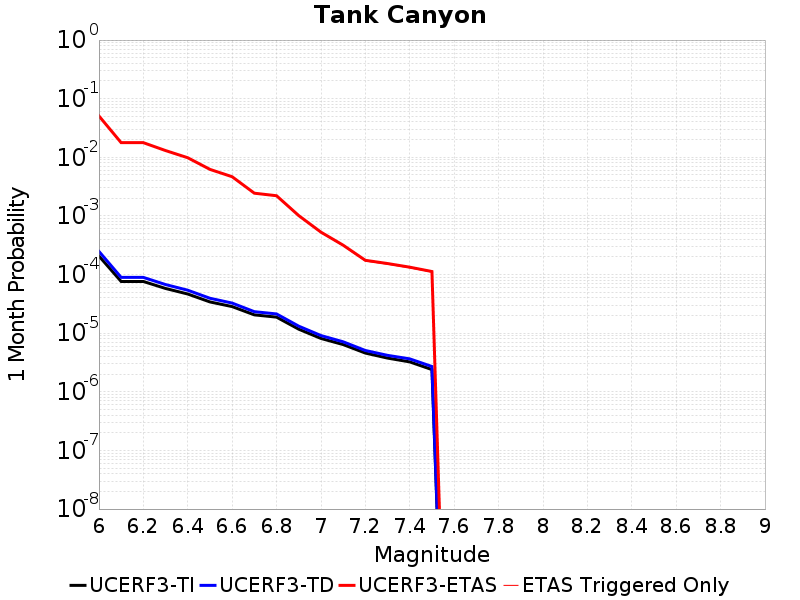 Tank Canyon
10^0
10^-1
10^-2
10^-3
10^-4
10^-5
10^-6
10^-7
10^-8
1 Month Probability
6 6.2 6.4 6.6 6.8 7 7.2 7.4 7.6 7.8 8 8.2 8.4 8.6 8.8 9
Magnitude
UCERF3-TI UCERF3-TD UCERF3-ETAS ETAS Triggered Only